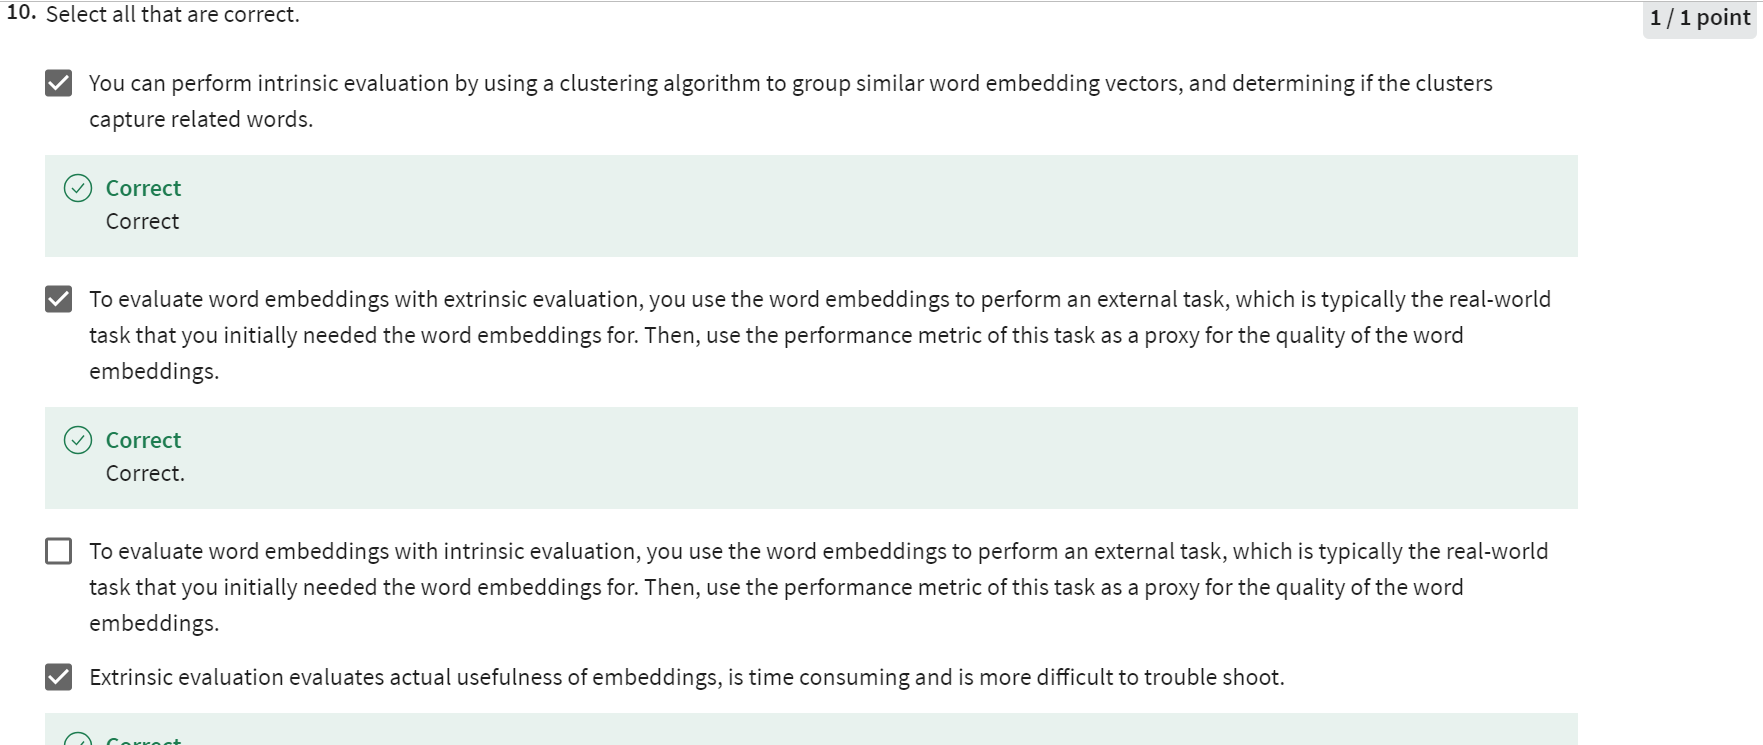 10. Select all that are correct.
1 / 1 point
You can perform intrinsic evaluation by using a clustering algorithm to group similar word embedding vectors, and determining if the clusters
capture related words.
Correct
Correct
To evaluate word embeddings with extrinsic evaluation, you use the word embeddings to perform an external task, which is typically the real-world
task that you initially needed the word embeddings for. Then, use the performance metric of this task as a proxy for the quality of the word
embeddings.
Correct
Correct.
To evaluate word embeddings with intrinsic evaluation, you use the word embeddings to perform an external task, which is typically the real-world
task that you initially needed the word embeddings for. Then, use the performance metric of this task as a proxy for the quality of the word
embeddings.
Extrinsic evaluation evaluates actual usefulness of embeddings, is time consuming and is more difficult to trouble shoot.
Correct